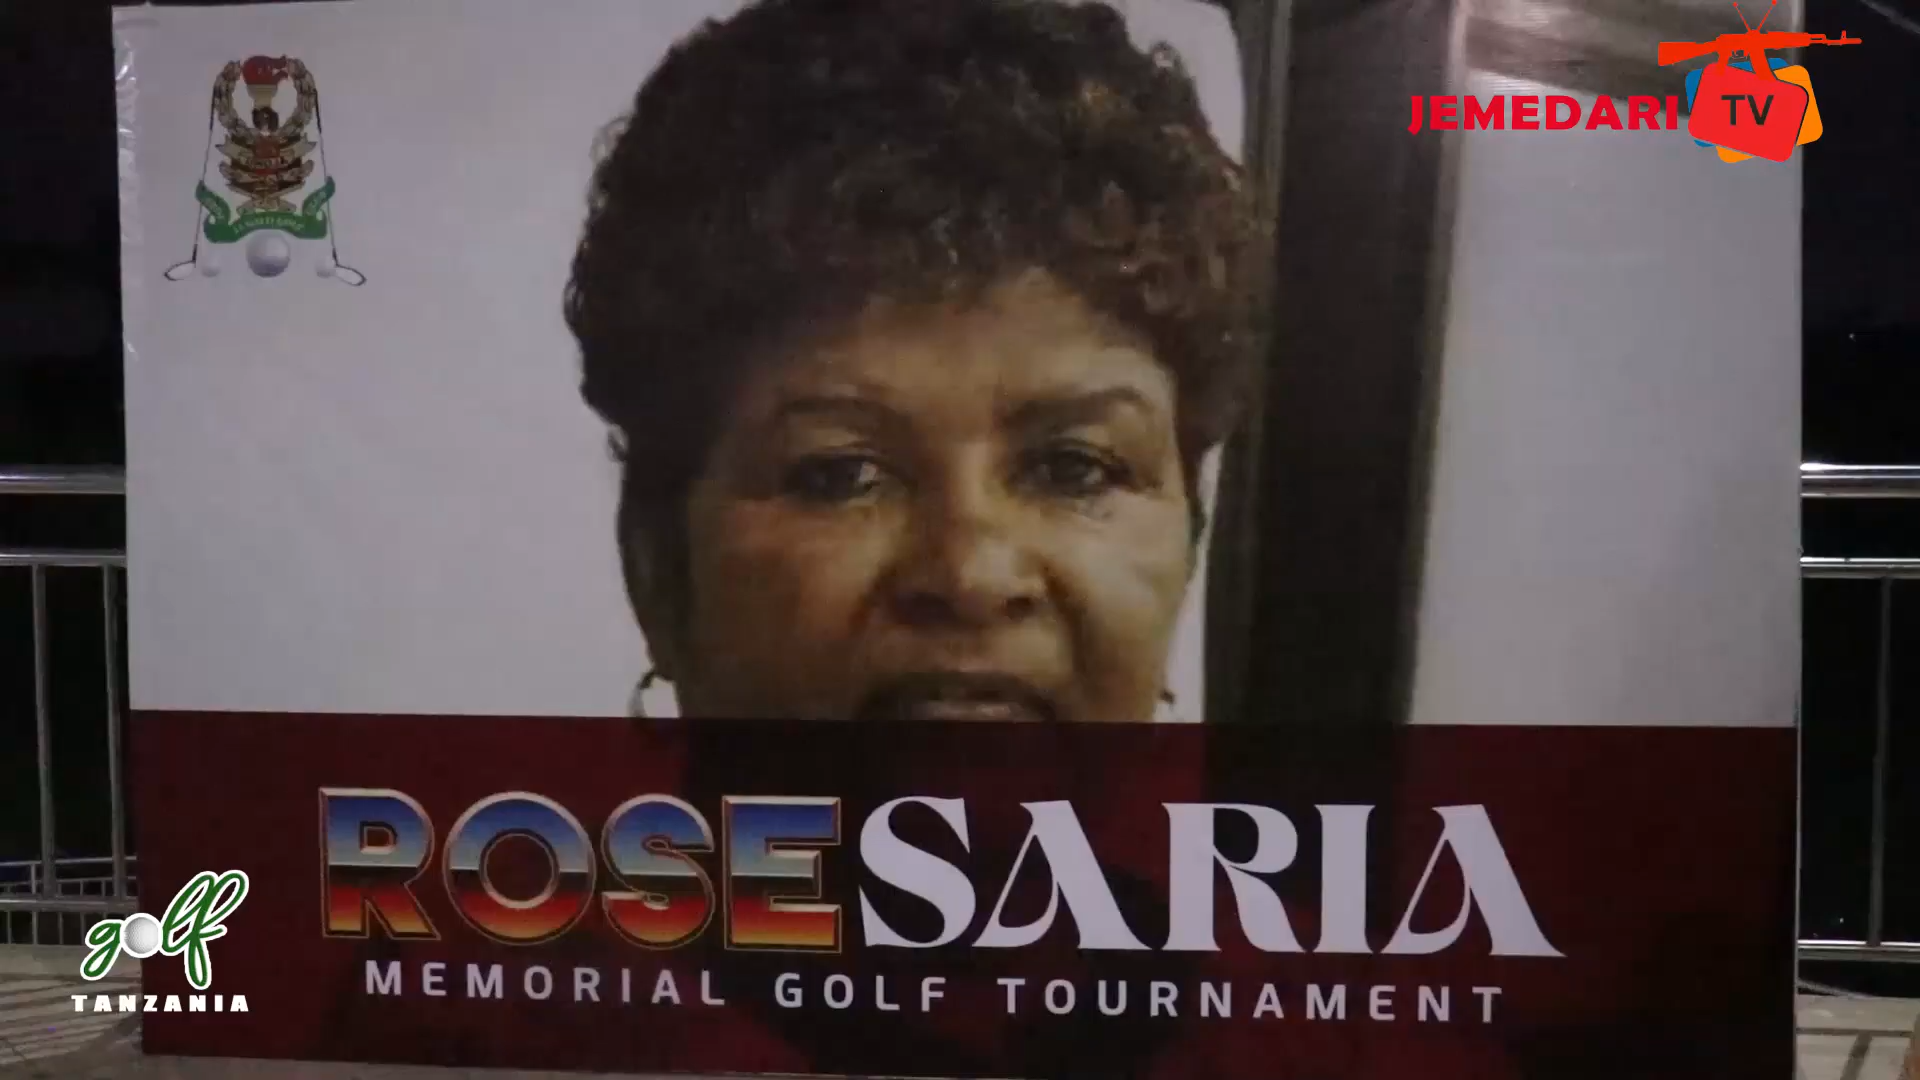 JEMEDARI TV
ROSE SARIA
MEMORIAL GOLF TOURNAMENT
golf
TANZANIA